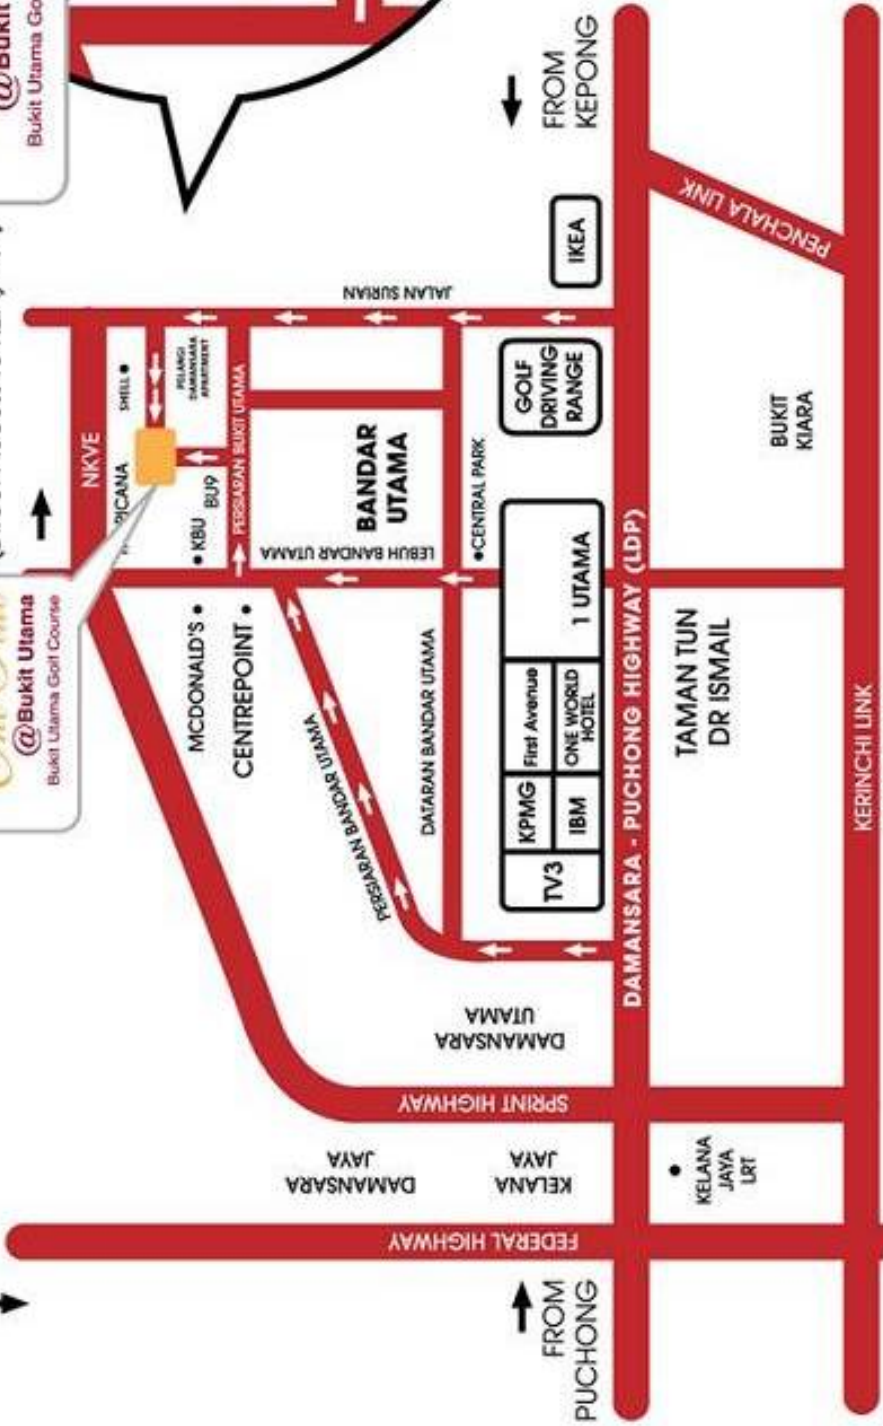 @Bukit
Bukit Utama Go
@Bukit Utama
Bukit Utama Golf Course
NKVE
SHELL
PELANGI
DAMANSARA
APARTMENT
BU9
KBU
PERSIARAN BUKIT UTAMA
MCDONALD'S
CENTREPOINT
JALAN SURIAN
BANDAR
UTAMA
LEBUH BANDAR UTAMA
PERSIARAN BANDAR UTAMA
DATARAN BANDAR UTAMA
CENTRAL PARK
FROM
KEPONG
IKEA
GOLF
DRIVING
RANGE
TV3
KPMG
IBM
First Avenue
ONE WORLD
HOTEL
1 UTAMA
DAMANSARA
UTAMA
SPRINT HIGHWAY
DAMANSARA
JAYA
KELANA
JAYA
FEDERAL HIGHWAY
FROM
PUCHONG
DAMANSARA - PUCHONG HIGHWAY (LDP)
PENCHALA LINK
KELANA
JAYA
LRT
TAMAN TUN
DR ISMAIL
BUKIT
KIARA
KERINCHI LINK